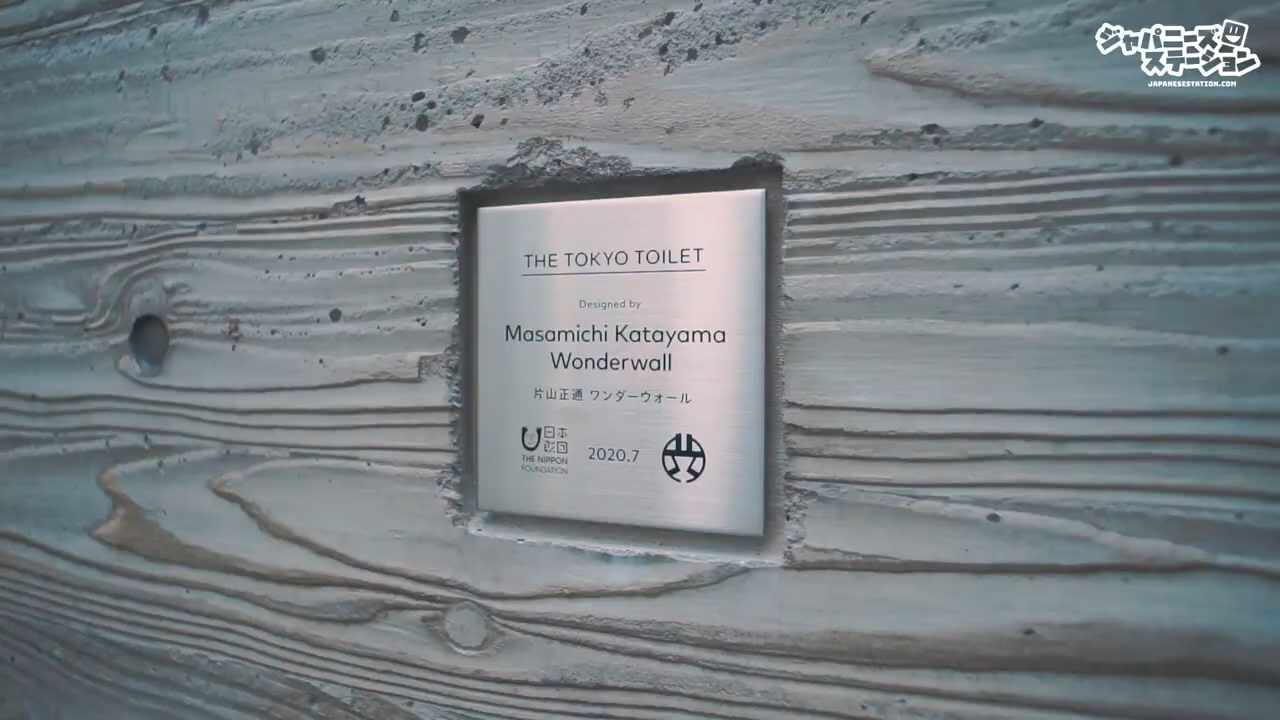 ジャパニーズ
ステーション
JAPANESESTATION.COM
THE TOKYO TOILET
Designed by
Masamichi Katayama
Wonderwall
片山正通 ワンダーウォール
日本
財団
THE NIPPON
FOUNDATION
2020.7